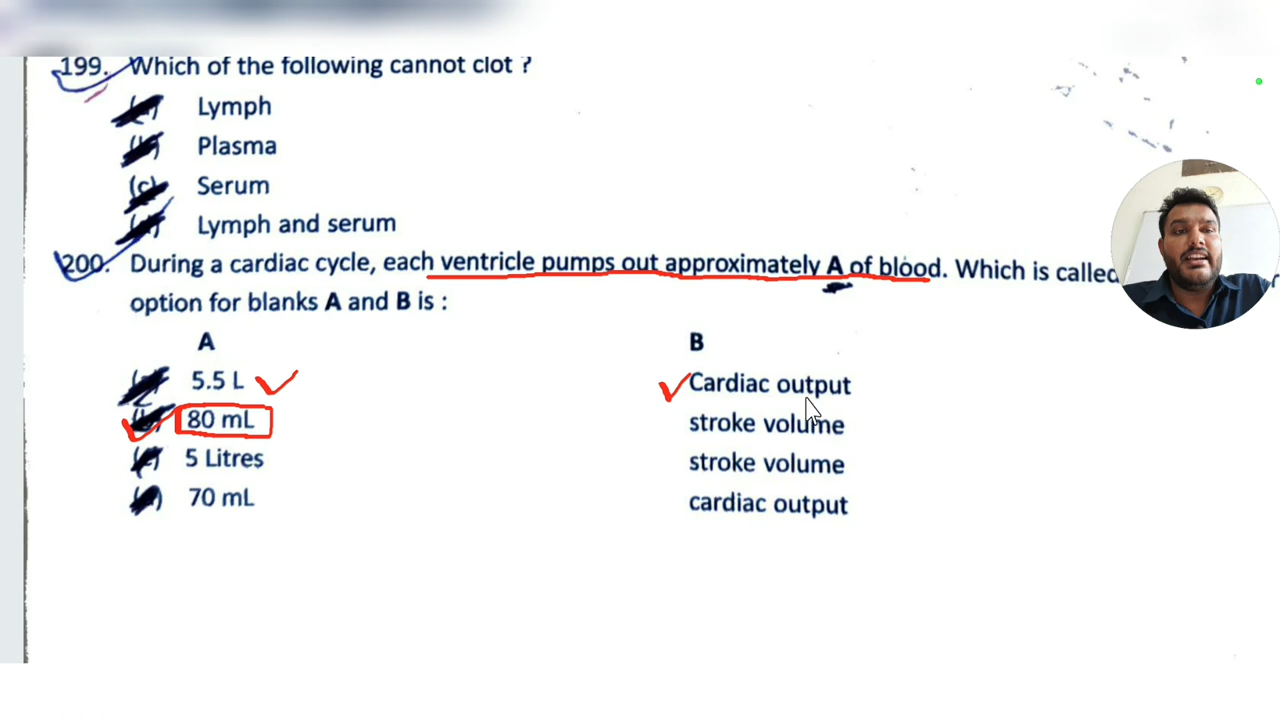 199. Which of the following cannot clot ?
Lymph
Plasma
(c) Serum
Lymph and serum
200. During a cardiac cycle, each ventricle pumps out approximately A of blood. Which is called
option for blanks A and B is :
A B
5.5 L Cardiac output
80 mL stroke volume
5 Litres stroke volume
70 mL cardiac output